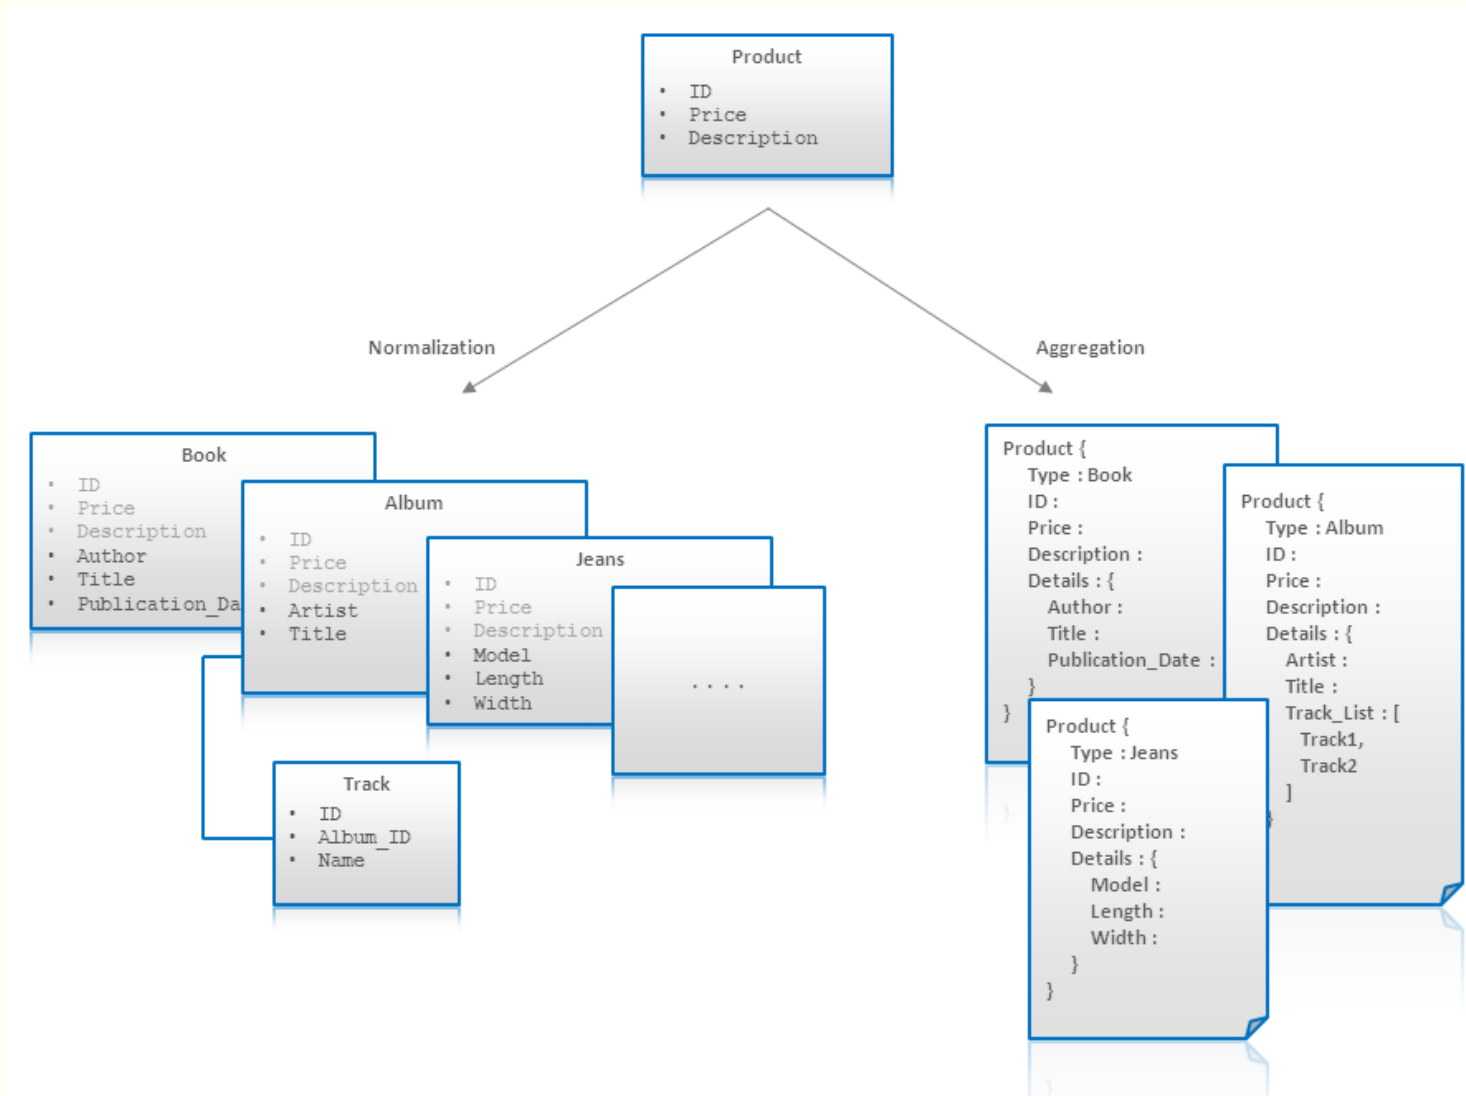 Product
• ID
• Price
• Description
Normalization
Aggregation
Book
• ID
• Price
• Description
• Author
• Title
• Publication_Da
Album
• ID
• Price
• Description
• Artist
• Title
Jeans
• ID
• Price
• Description
• Model
• Length
• Width
. . . .
Track
• ID
• Album_ID
• Name
Product {
Type : Book
ID :
Price :
Description :
Details : {
Author :
Title :
Publication_Date :
}
}
Product {
Type : Album
ID :
Price :
Description :
Details : {
Artist :
Title :
Track_List : [
Track1,
Track2
]
}
Product {
Type : Jeans
ID :
Price :
Description :
Details : {
Model :
Length :
Width :
}
}